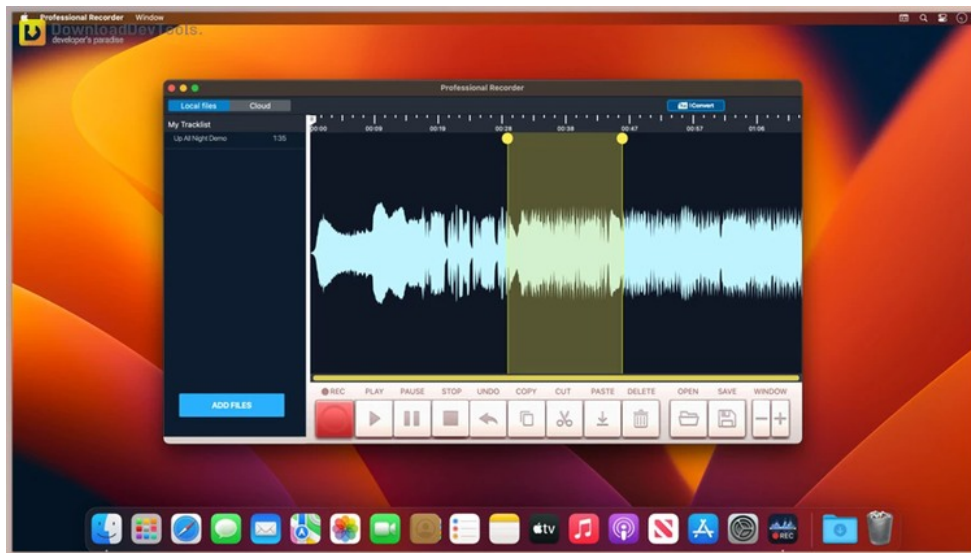 Professional Recorder Window
DownloadDevTools.
developer's paradise
Professional Recorder
Local files Cloud
iConvert
My Tracklist
Up All Night Demo 1:35
00:00 00:09 00:19 00:28 00:38 00:47 00:57 01:06
REC PLAY PAUSE STOP UNDO COPY CUT PASTE DELETE OPEN SAVE WINDOW
ADD FILES
tv
REC